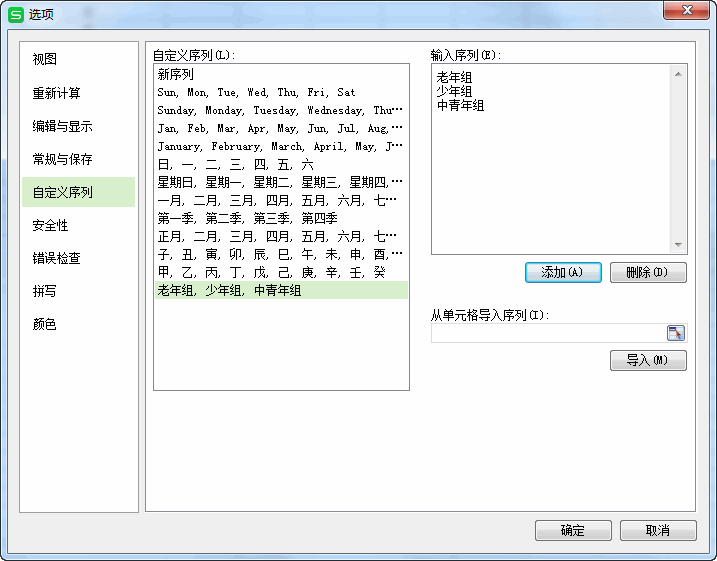 选项
视图
重新计算
编辑与显示
常规与保存
自定义序列
安全性
错误检查
拼写
颜色
自定义序列(L):
新序列
Sun, Mon, Tue, Wed, Thu, Fri, Sat
Sunday, Monday, Tuesday, Wednesday, Thu…
Jan, Feb, Mar, Apr, May, Jun, Jul, Aug,…
January, February, March, April, May, J…
日, 一, 二, 三, 四, 五, 六
星期日, 星期一, 星期二, 星期三, 星期四,…
一月, 二月, 三月, 四月, 五月, 六月, 七…
第一季, 第二季, 第三季, 第四季
正月, 二月, 三月, 四月, 五月, 六月, 七…
子, 丑, 寅, 卯, 辰, 巳, 午, 未, 申, 酉,…
甲, 乙, 丙, 丁, 戊, 己, 庚, 辛, 壬, 癸
老年组, 少年组, 中青年组
输入序列(E):
老年组
少年组
中青年组
添加(A)
删除(D)
从单元格导入序列(I):
导入(M)
确定
取消